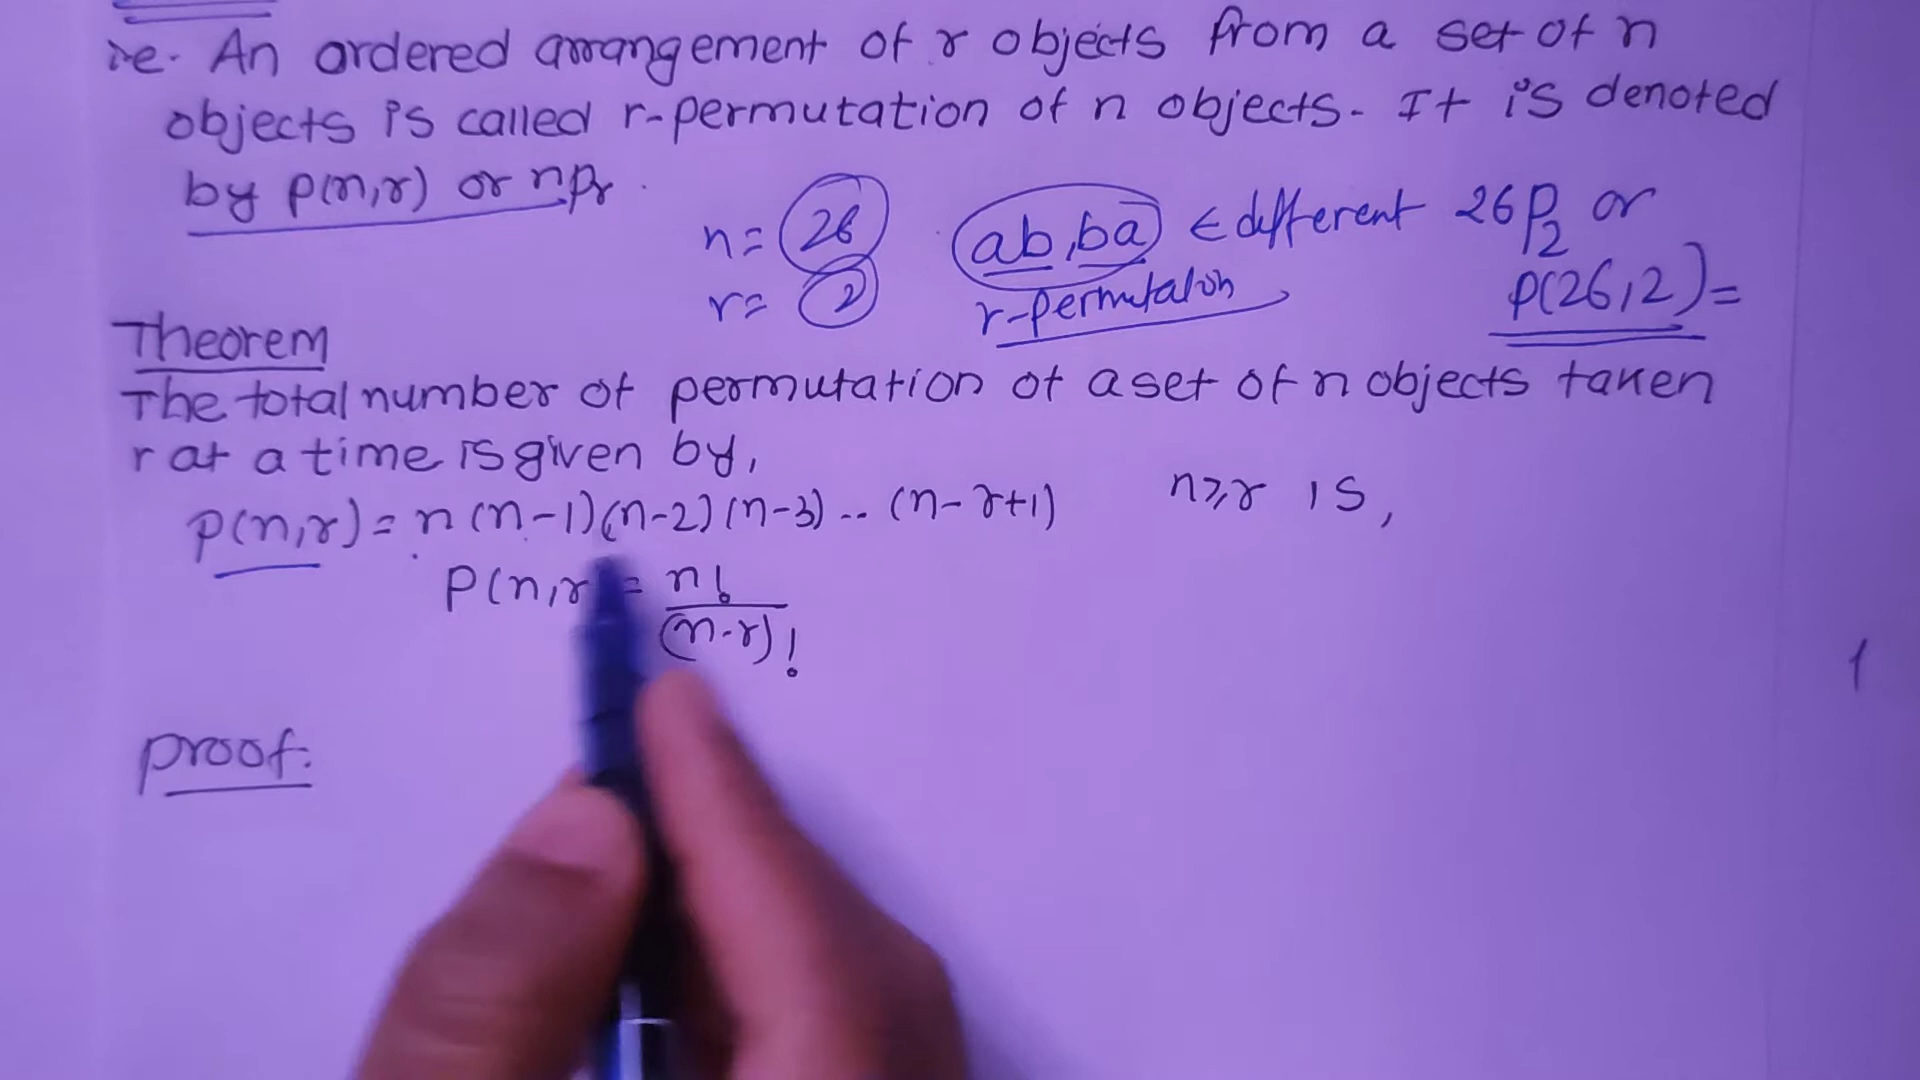 ie. An ordered arrangement of r objects from a set of n
objects is called r-permutation of n objects. It is denoted
by p(n,r) or npr.
n= 26 ab, ba ← different 26P2 or
r= 2 r-permutation P(26,2)=
Theorem
The total number of permutation of a set of n objects taken
r at a time is given by,
p(n,r) = n(n-1)(n-2)(n-3)..(n-r+1) n≥r is,
P(n,r) = n!
(n-r)!
proof: